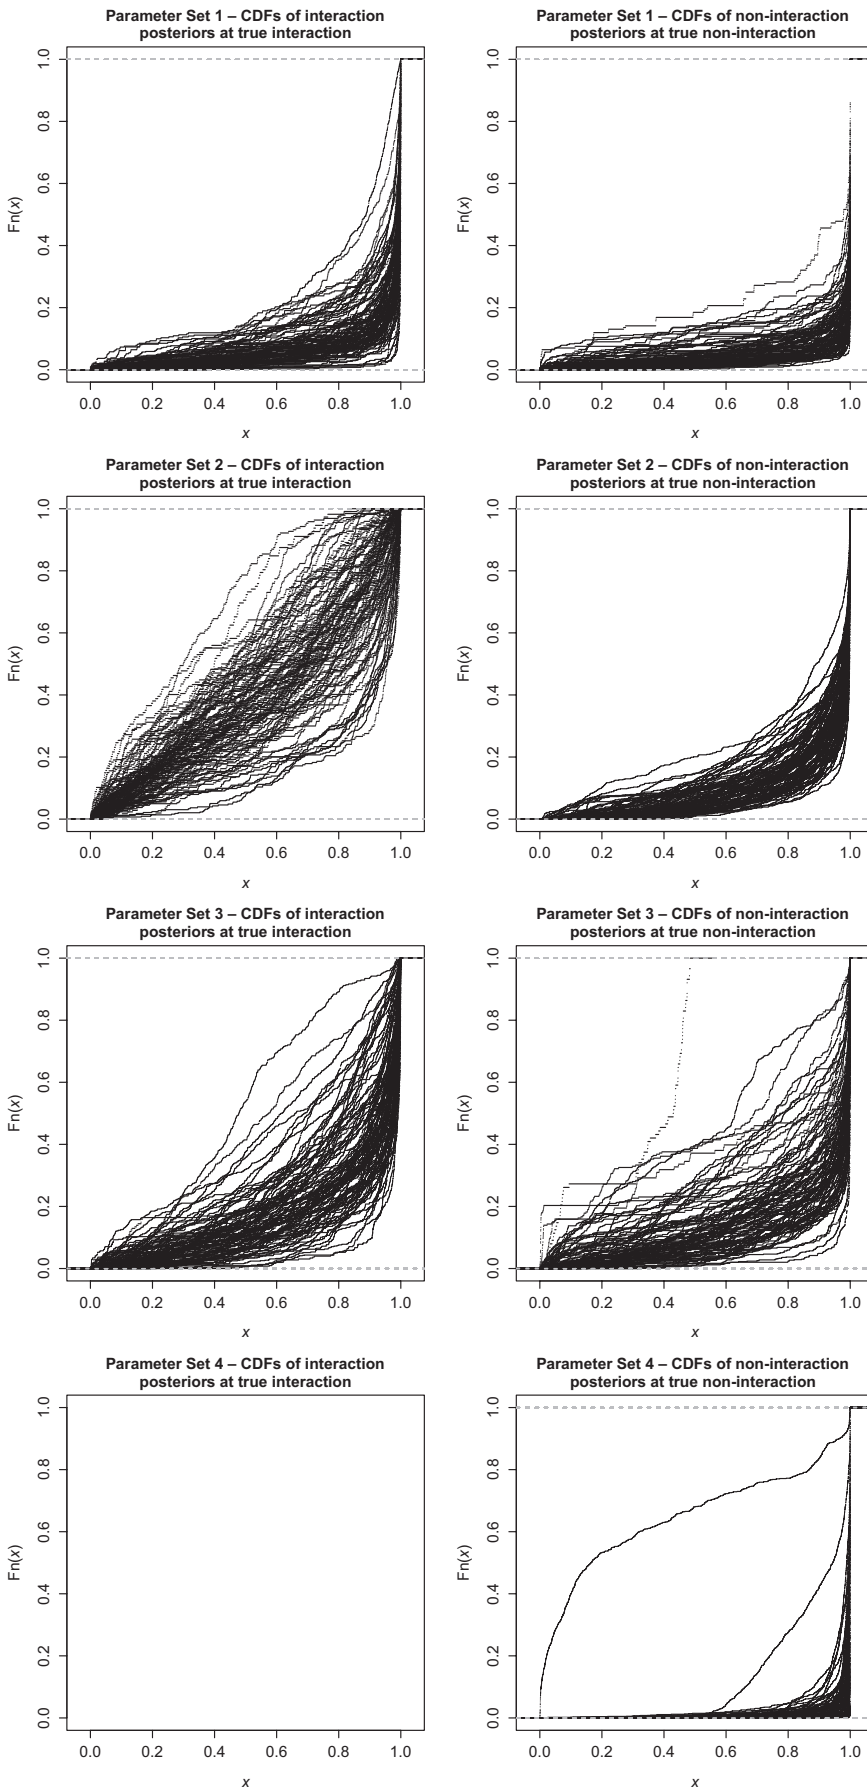 Parameter Set 1 – CDFs of interaction
posteriors at true interaction
Fn(x)
1.0
0.8
0.6
0.4
0.2
0.0
0.0 0.2 0.4 0.6 0.8 1.0
x
Parameter Set 1 – CDFs of non-interaction
posteriors at true non-interaction
Fn(x)
1.0
0.8
0.6
0.4
0.2
0.0
0.0 0.2 0.4 0.6 0.8 1.0
x
Parameter Set 2 – CDFs of interaction
posteriors at true interaction
Fn(x)
1.0
0.8
0.6
0.4
0.2
0.0
0.0 0.2 0.4 0.6 0.8 1.0
x
Parameter Set 2 – CDFs of non-interaction
posteriors at true non-interaction
Fn(x)
1.0
0.8
0.6
0.4
0.2
0.0
0.0 0.2 0.4 0.6 0.8 1.0
x
Parameter Set 3 – CDFs of interaction
posteriors at true interaction
Fn(x)
1.0
0.8
0.6
0.4
0.2
0.0
0.0 0.2 0.4 0.6 0.8 1.0
x
Parameter Set 3 – CDFs of non-interaction
posteriors at true non-interaction
Fn(x)
1.0
0.8
0.6
0.4
0.2
0.0
0.0 0.2 0.4 0.6 0.8 1.0
x
Parameter Set 4 – CDFs of interaction
posteriors at true interaction
Fn(x)
1.0
0.8
0.6
0.4
0.2
0.0
0.0 0.2 0.4 0.6 0.8 1.0
x
Parameter Set 4 – CDFs of non-interaction
posteriors at true non-interaction
Fn(x)
1.0
0.8
0.6
0.4
0.2
0.0
0.0 0.2 0.4 0.6 0.8 1.0
x